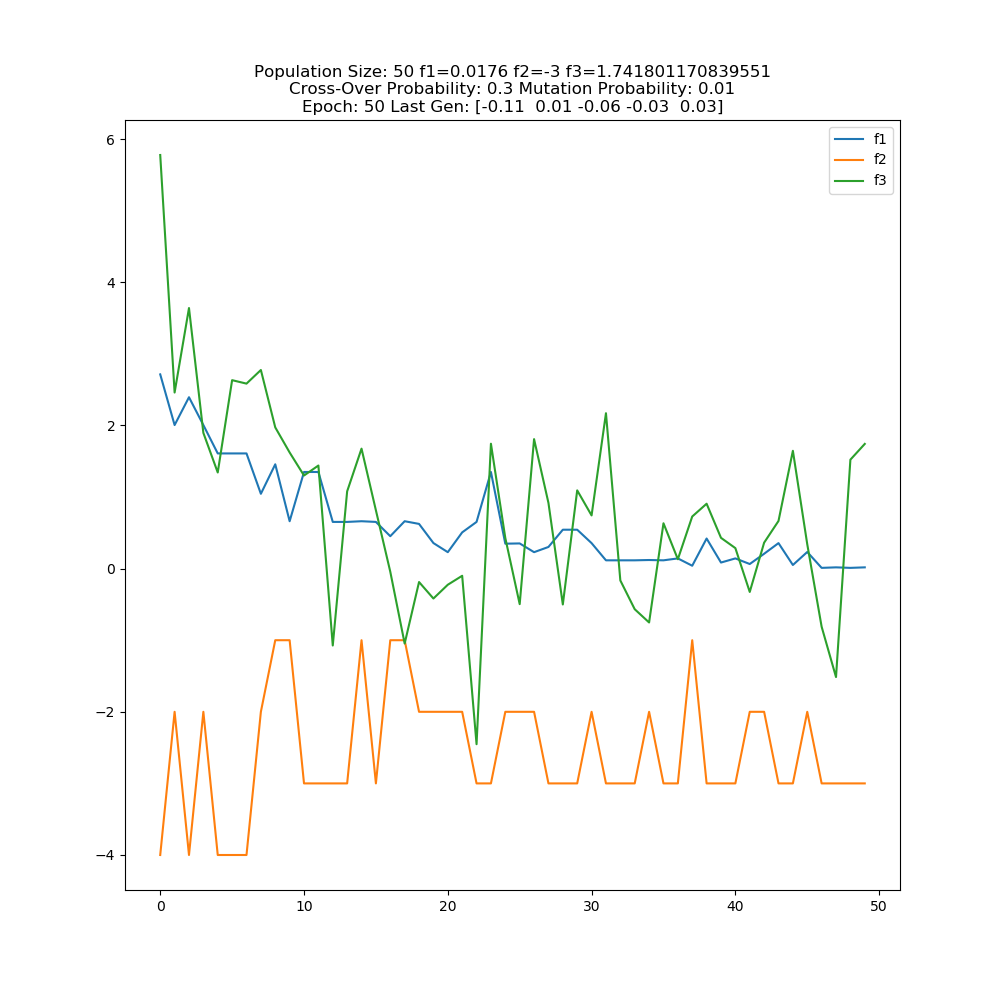 Population Size: 50 f1=0.0176 f2=-3 f3=1.741801170839551
Cross-Over Probability: 0.3 Mutation Probability: 0.01
Epoch: 50 Last Gen: [-0.11  0.01 -0.06 -0.03  0.03]
f1
f2
f3
6
4
2
0
−2
−4
0
10
20
30
40
50